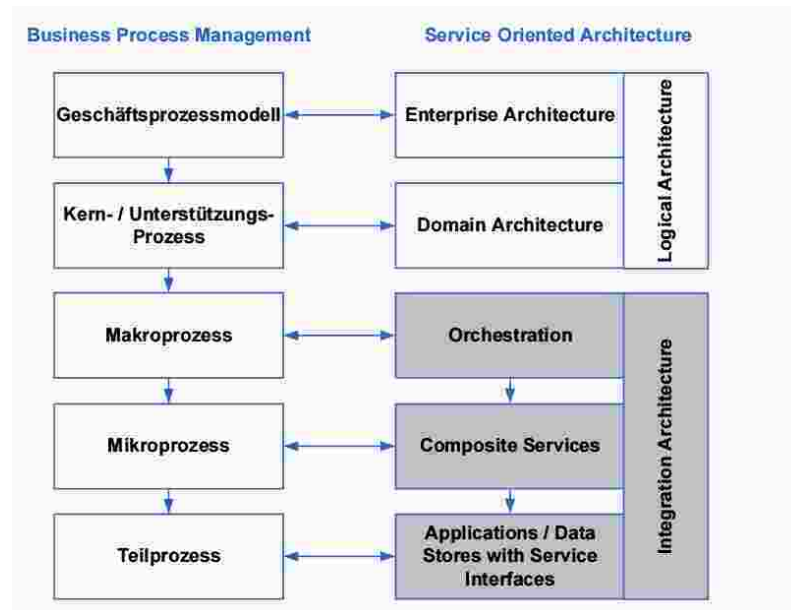 Business Process Management
Service Oriented Architecture
Geschäftsprozessmodell
Enterprise Architecture
Kern- / Unterstützungs-
Prozess
Domain Architecture
Logical Architecture
Makroprozess
Orchestration
Mikroprozess
Composite Services
Teilprozess
Applications / Data
Stores with Service
Interfaces
Integration Architecture